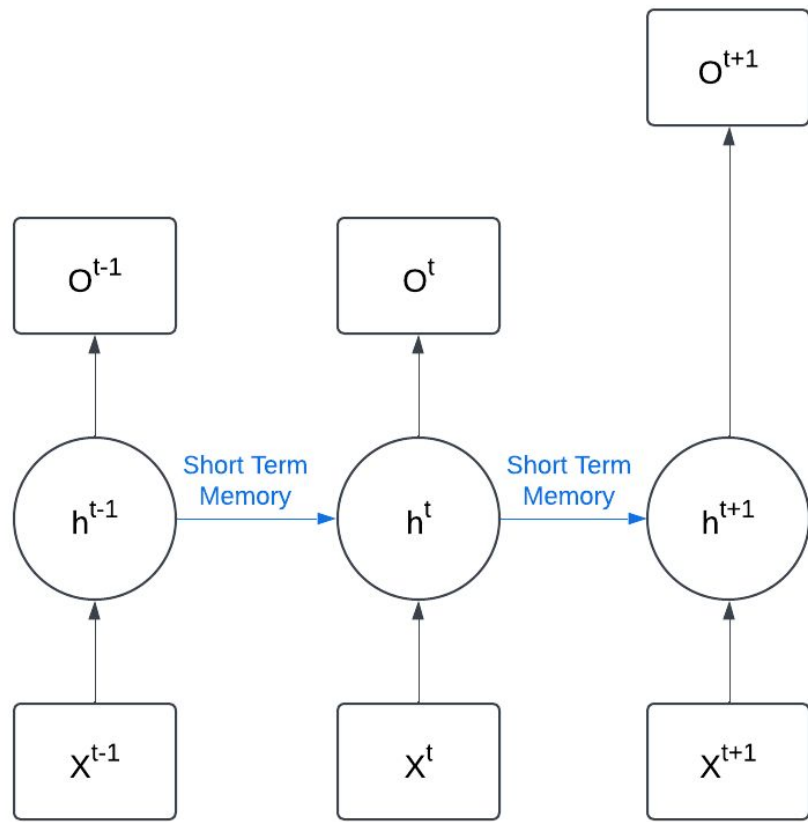 O^t+1
O^t-1
O^t
Short Term
Memory
Short Term
Memory
h^t-1
h^t
h^t+1
X^t-1
X^t
X^t+1